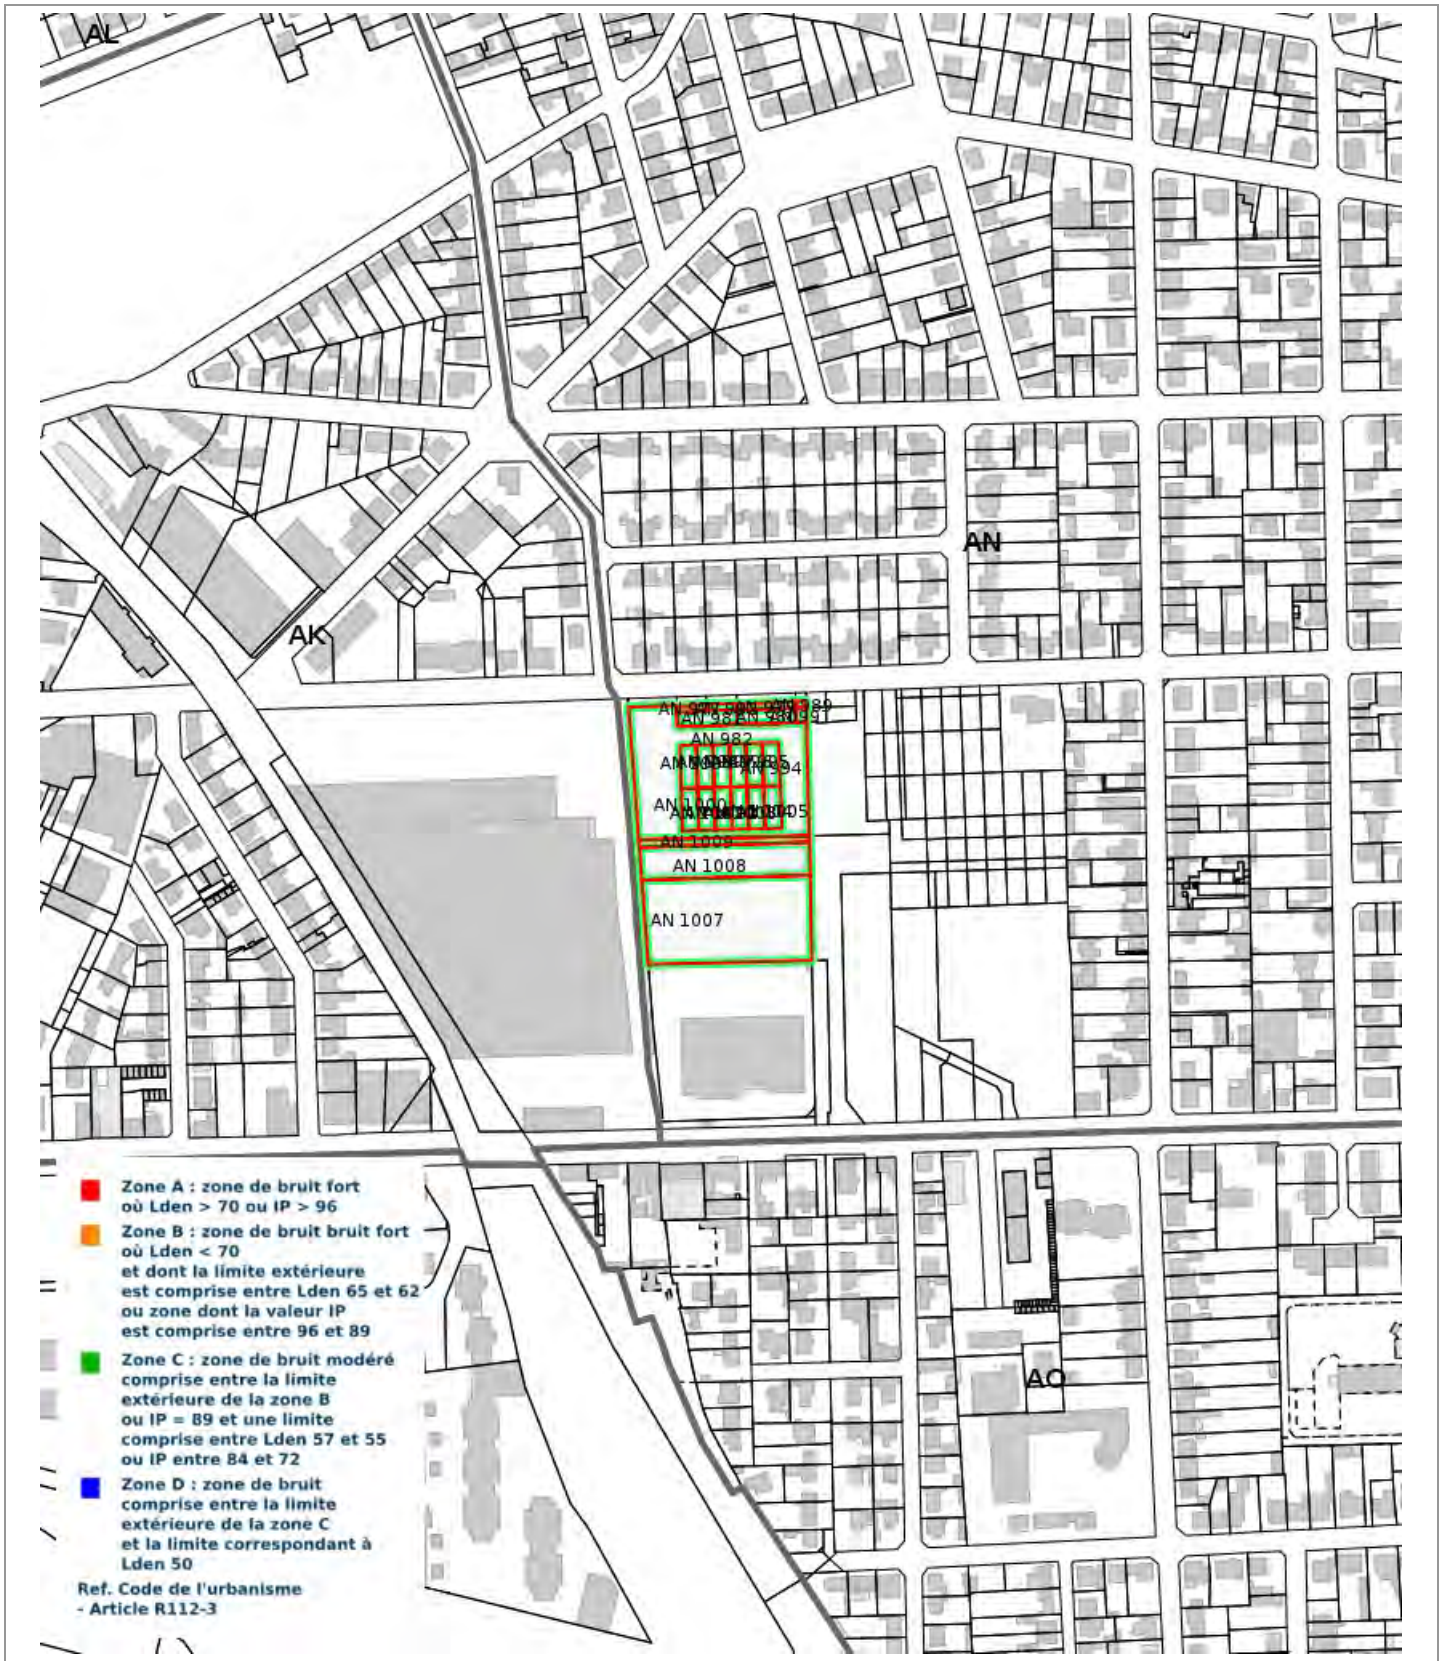 AL
AN
AK
AN 989
AN 982
AN 994
AN 1000
AN 1009
AN 1008
AN 1007
AO
Zone A : zone de bruit fort
où Lden > 70 ou IP > 96
Zone B : zone de bruit bruit fort
où Lden < 70
et dont la limite extérieure
est comprise entre Lden 65 et 62
ou zone dont la valeur IP
est comprise entre 96 et 89
Zone C : zone de bruit modéré
comprise entre la limite
extérieure de la zone B
ou IP = 89 et une limite
comprise entre Lden 57 et 55
ou IP entre 84 et 72
Zone D : zone de bruit
comprise entre la limite
extérieure de la zone C
et la limite correspondant à
Lden 50
Ref. Code de l'urbanisme
- Article R112-3